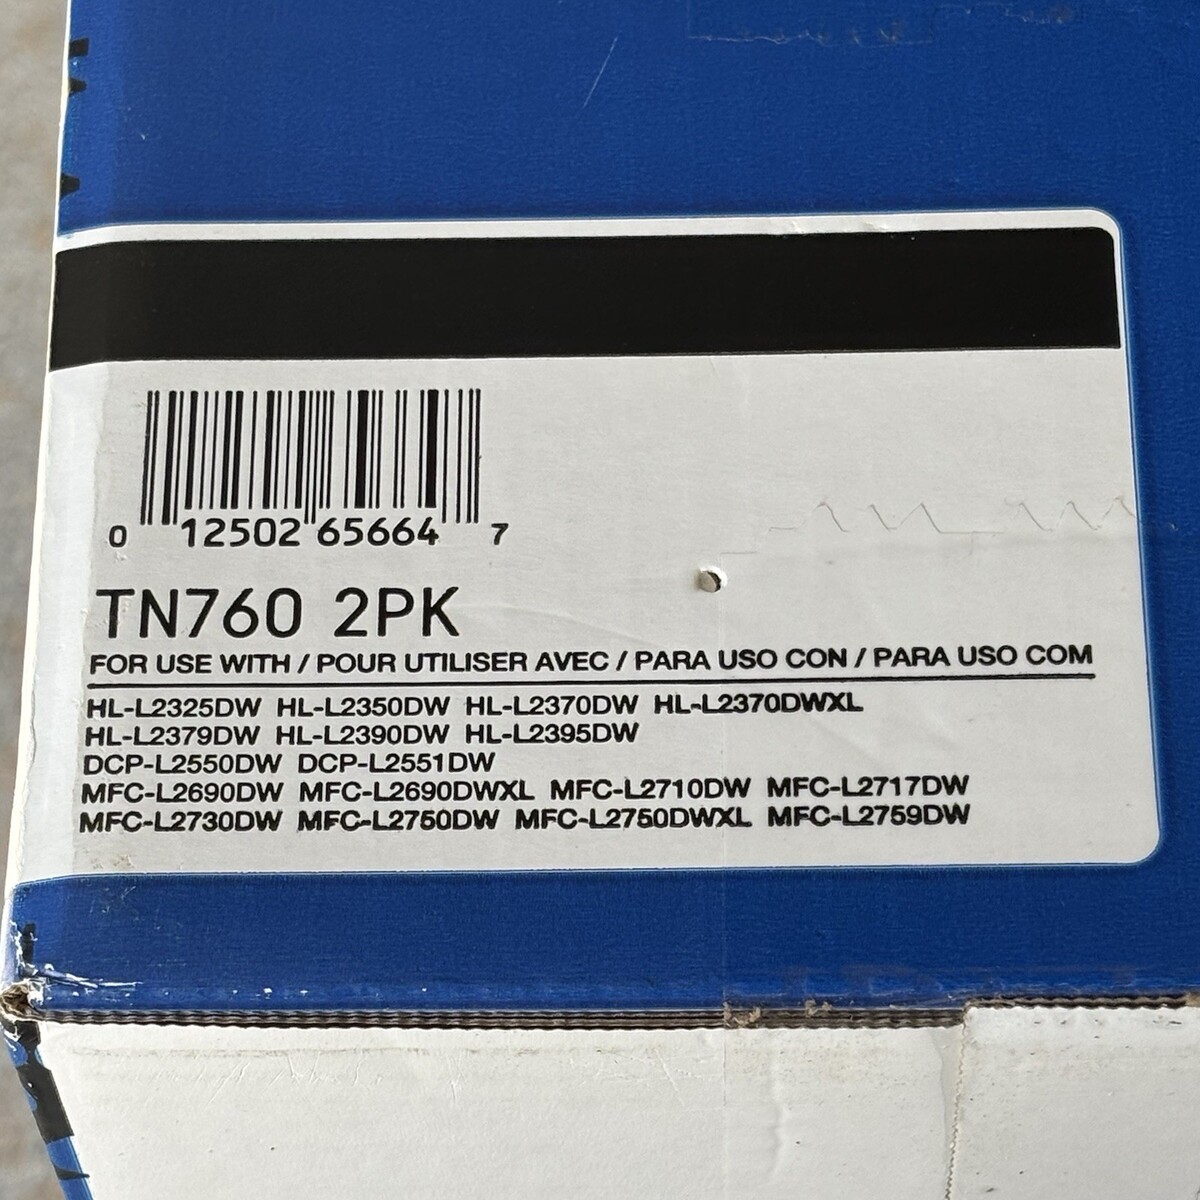 0 12502 65664 7
TN760 2PK
FOR USE WITH / POUR UTILISER AVEC / PARA USO CON / PARA USO COM
HL-L2325DW HL-L2350DW HL-L2370DW HL-L2370DWXL
HL-L2379DW HL-L2390DW HL-L2395DW
DCP-L2550DW DCP-L2551DW
MFC-L2690DW MFC-L2690DWXL MFC-L2710DW MFC-L2717DW
MFC-L2730DW MFC-L2750DW MFC-L2750DWXL MFC-L2759DW